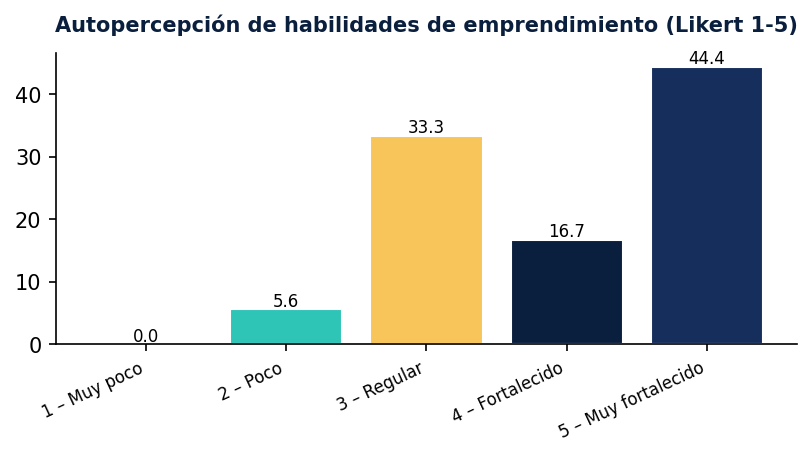 Autopercepción de habilidades de emprendimiento (Likert 1-5)
44.4
40
33.3
30
20
16.7
10
5.6
0.0
0
1 – Muy poco
2 – Poco
3 – Regular
4 – Fortalecido
5 – Muy fortalecido